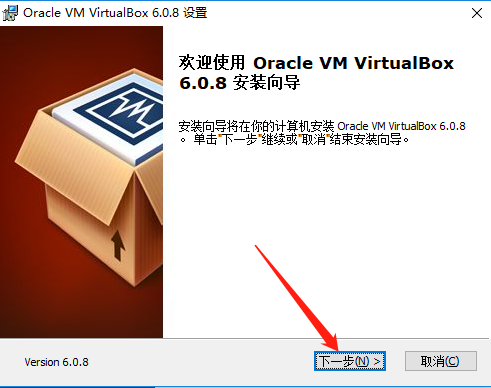 Oracle VM VirtualBox 6.0.8 设置
欢迎使用 Oracle VM VirtualBox
6.0.8 安装向导
安装向导将在你的计算机安装 Oracle VM VirtualBox 6.0.8
。 单击"下一步"继续或"取消"结束安装向导。
Version 6.0.8
下一步(N) >
取消(C)